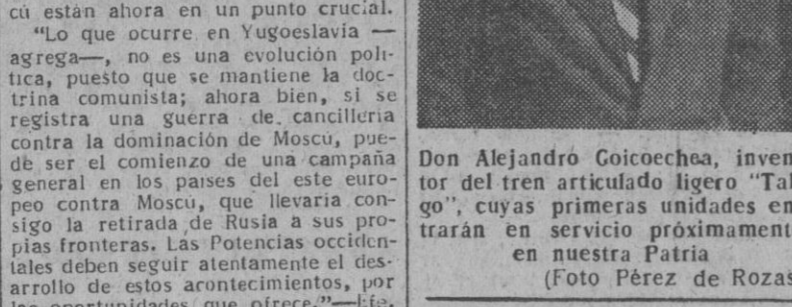 cú están ahora en un punto crucial.
"Lo que ocurre en Yugoeslavia —
agrega—, no es una evolución polí-
tica, puesto que se mantiene la doc-
trina comunista; ahora bien, si se
registra una guerra de cancillería
contra la dominación de Moscú, pue-
de ser el comienzo de una campaña
general en los países del este euro-
peo contra Moscú, que llevaría con-
sigo la retirada de Rusia a sus pro-
pias fronteras. Las Potencias occiden-
tales deben seguir atentamente el des-
arrollo de estos acontecimientos, por
las oportunidades que ofrece."—Efe.
Don Alejandro Goicoechea, inven
tor del tren articulado ligero "Tal
go", cuyas primeras unidades en
trarán en servicio próximament
en nuestra Patria
(Foto Pérez de Rozas